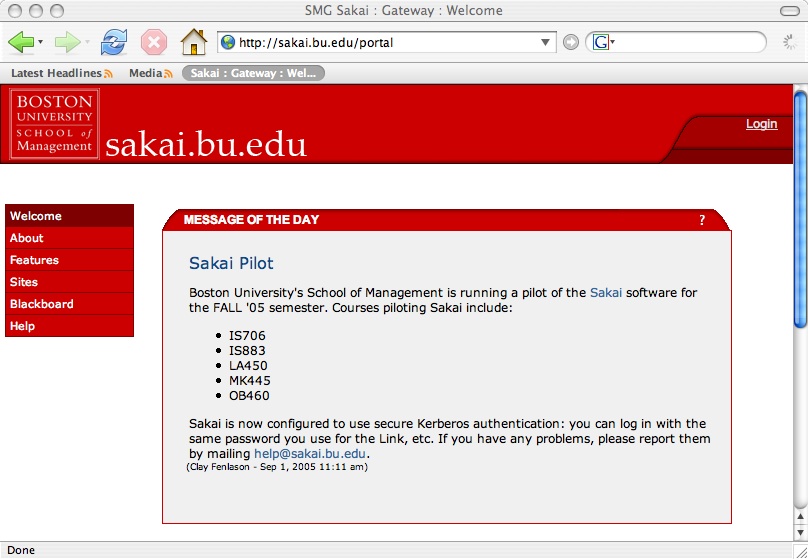 SMG Sakai : Gateway : Welcome
http://sakai.bu.edu/portal
G
Latest Headlines Media Sakai : Gateway : Wel...
BOSTON
UNIVERSITY
SCHOOL of
Management
sakai.bu.edu
Login
Welcome
About
Features
Sites
Blackboard
Help
MESSAGE OF THE DAY ?
Sakai Pilot
Boston University's School of Management is running a pilot of the Sakai software for
the FALL '05 semester. Courses piloting Sakai include:
• IS706
• IS883
• LA450
• MK445
• OB460
Sakai is now configured to use secure Kerberos authentication: you can log in with the
same password you use for the Link, etc. If you have any problems, please report them
by mailing help@sakai.bu.edu.
(Clay Fenlason - Sep 1, 2005 11:11 am)
Done